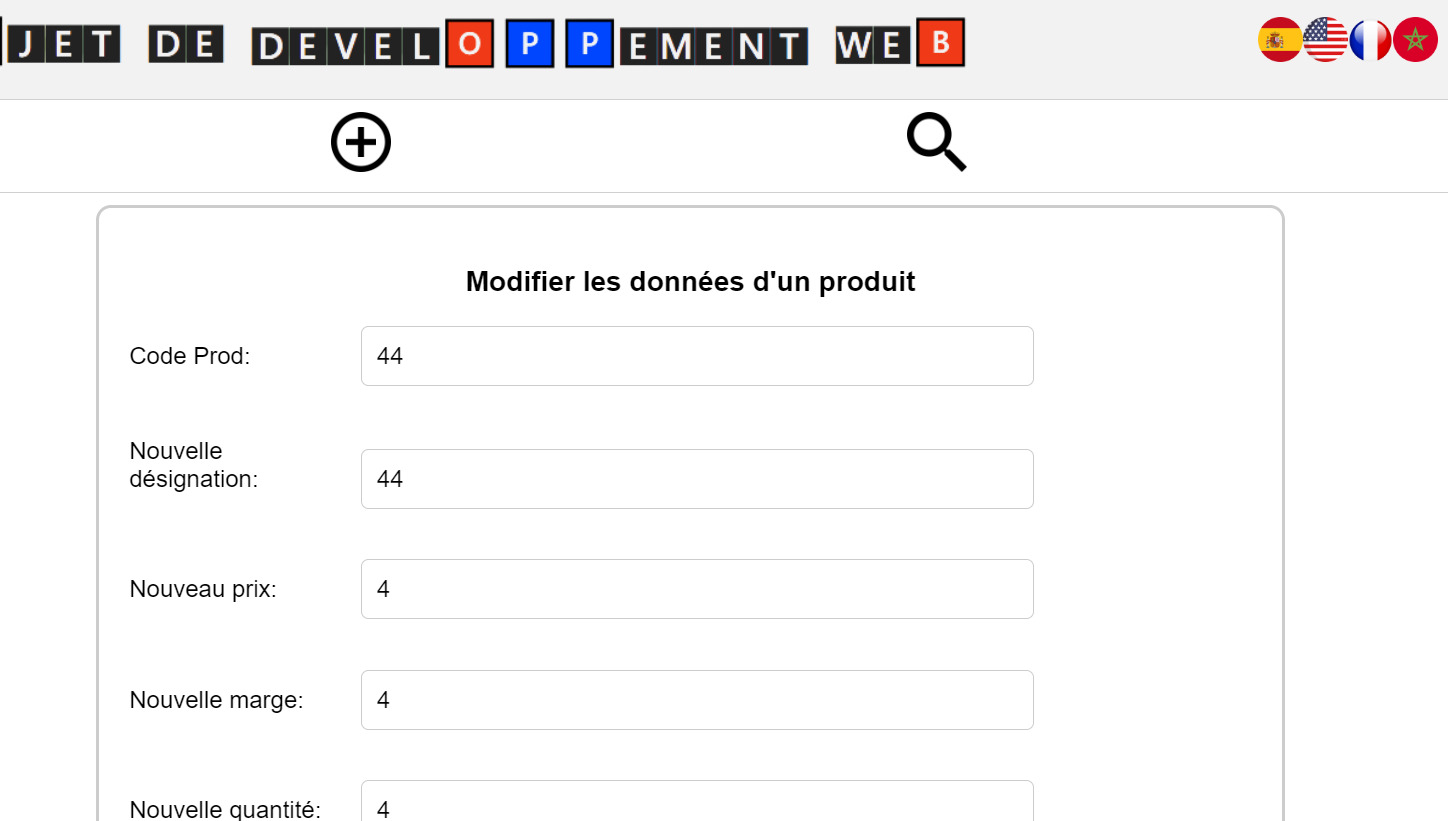 JET DE DEVELOPPEMENT WEB
Modifier les données d'un produit
Code Prod:
44
Nouvelle
désignation:
44
Nouveau prix:
4
Nouvelle marge:
4
Nouvelle quantité:
4